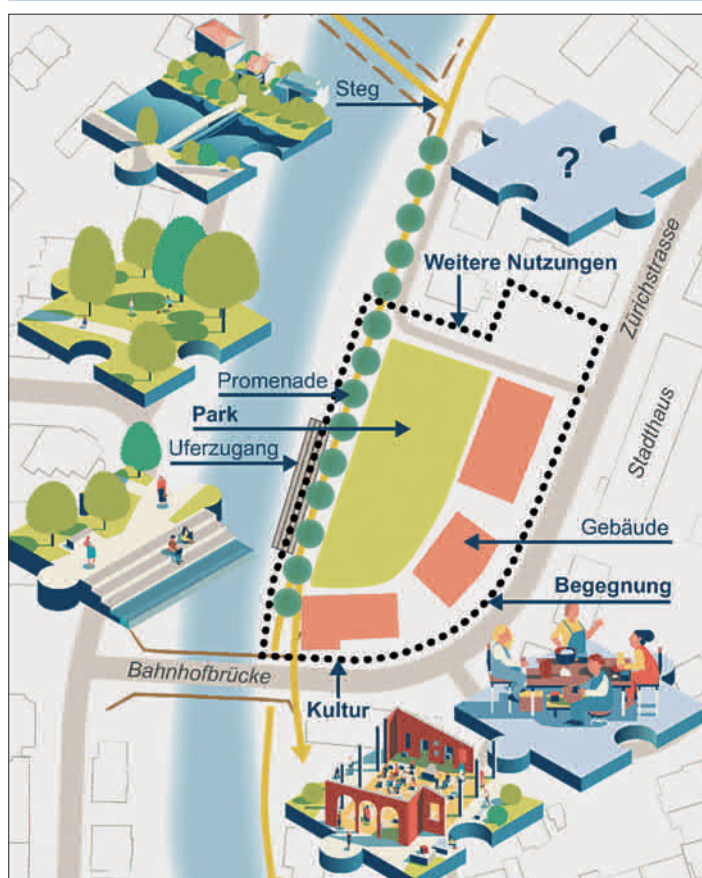 Steg
?
Zürichstrasse
Weitere Nutzungen
Promenade
Park
Uferzugang
Stadthaus
Gebäude
Begegnung
Bahnhofbrücke
Kultur